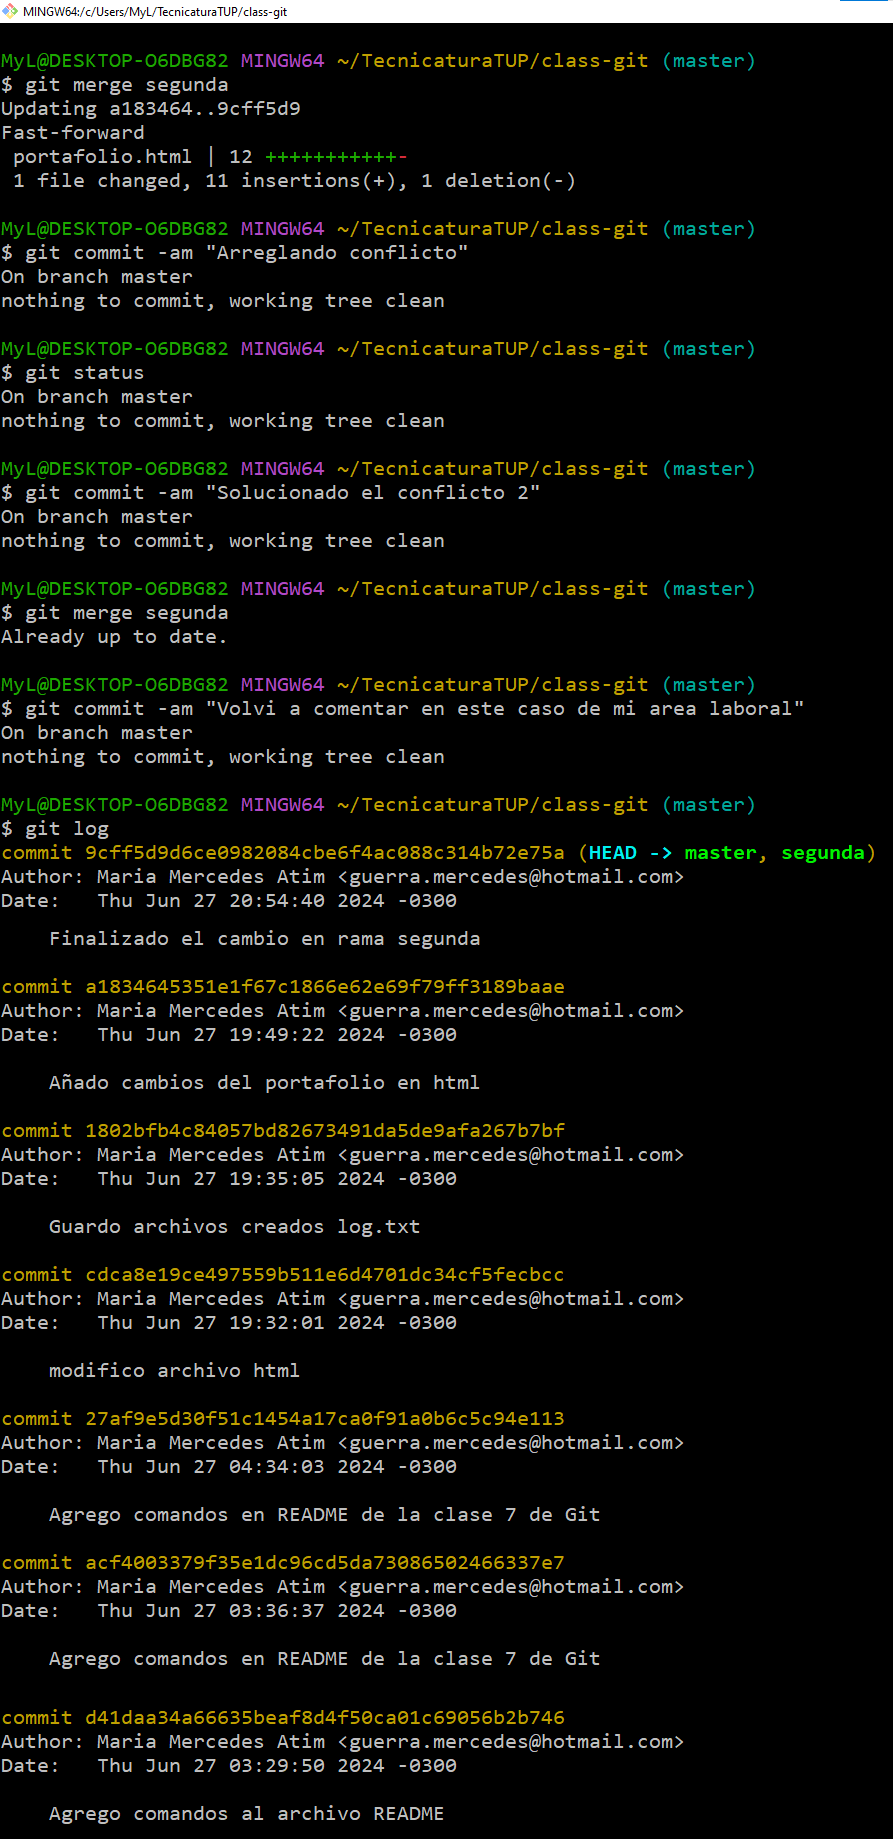 MINGW64:/c/Users/MyL/TecnicaturaTUP/class-git
MyL@DESKTOP-O6DBG82 MINGW64 ~/TecnicaturaTUP/class-git (master)
$ git merge segunda
Updating a183464..9cff5d9
Fast-forward
 portafolio.html | 12 +++++++++++-
 1 file changed, 11 insertions(+), 1 deletion(-)
MyL@DESKTOP-O6DBG82 MINGW64 ~/TecnicaturaTUP/class-git (master)
$ git commit -am "Arreglando conflicto"
On branch master
nothing to commit, working tree clean
MyL@DESKTOP-O6DBG82 MINGW64 ~/TecnicaturaTUP/class-git (master)
$ git status
On branch master
nothing to commit, working tree clean
MyL@DESKTOP-O6DBG82 MINGW64 ~/TecnicaturaTUP/class-git (master)
$ git commit -am "Solucionado el conflicto 2"
On branch master
nothing to commit, working tree clean
MyL@DESKTOP-O6DBG82 MINGW64 ~/TecnicaturaTUP/class-git (master)
$ git merge segunda
Already up to date.
MyL@DESKTOP-O6DBG82 MINGW64 ~/TecnicaturaTUP/class-git (master)
$ git commit -am "Volvi a comentar en este caso de mi area laboral"
On branch master
nothing to commit, working tree clean
MyL@DESKTOP-O6DBG82 MINGW64 ~/TecnicaturaTUP/class-git (master)
$ git log
commit 9cff5d9d6ce0982084cbe6f4ac088c314b72e75a (HEAD -> master, segunda)
Author: Maria Mercedes Atim <guerra.mercedes@hotmail.com>
Date:   Thu Jun 27 20:54:40 2024 -0300
    Finalizado el cambio en rama segunda
commit a1834645351e1f67c1866e62e69f79ff3189baae
Author: Maria Mercedes Atim <guerra.mercedes@hotmail.com>
Date:   Thu Jun 27 19:49:22 2024 -0300
    Añado cambios del portafolio en html
commit 1802bfb4c84057bd82673491da5de9afa267b7bf
Author: Maria Mercedes Atim <guerra.mercedes@hotmail.com>
Date:   Thu Jun 27 19:35:05 2024 -0300
    Guardo archivos creados log.txt
commit cdca8e19ce497559b511e6d4701dc34cf5fecbcc
Author: Maria Mercedes Atim <guerra.mercedes@hotmail.com>
Date:   Thu Jun 27 19:32:01 2024 -0300
    modifico archivo html
commit 27af9e5d30f51c1454a17ca0f91a0b6c5c94e113
Author: Maria Mercedes Atim <guerra.mercedes@hotmail.com>
Date:   Thu Jun 27 04:34:03 2024 -0300
    Agrego comandos en README de la clase 7 de Git
commit acf4003379f35e1dc96cd5da73086502466337e7
Author: Maria Mercedes Atim <guerra.mercedes@hotmail.com>
Date:   Thu Jun 27 03:36:37 2024 -0300
    Agrego comandos en README de la clase 7 de Git
commit d41daa34a66635beaf8d4f50ca01c69056b2b746
Author: Maria Mercedes Atim <guerra.mercedes@hotmail.com>
Date:   Thu Jun 27 03:29:50 2024 -0300
    Agrego comandos al archivo README